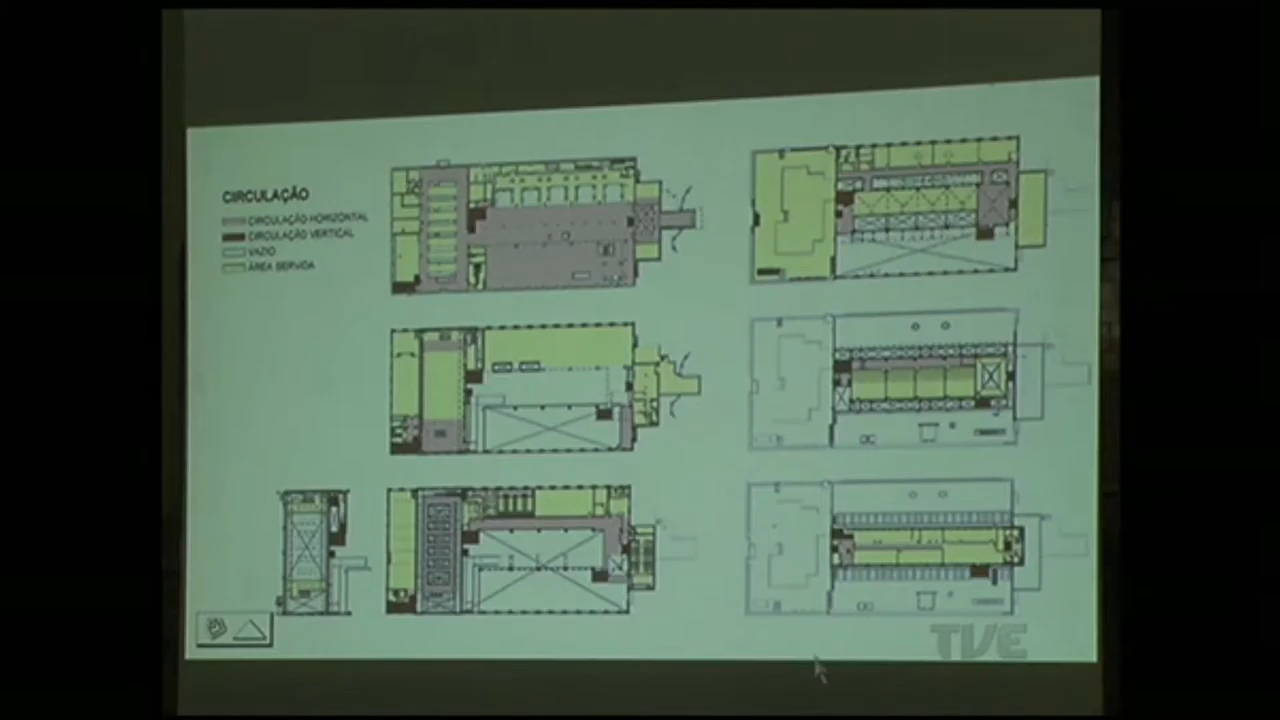 CIRCULAÇÃO
CIRCULAÇÃO HORIZONTAL
CIRCULAÇÃO VERTICAL
VAZIO
ÁREA SERVIDA
TVE